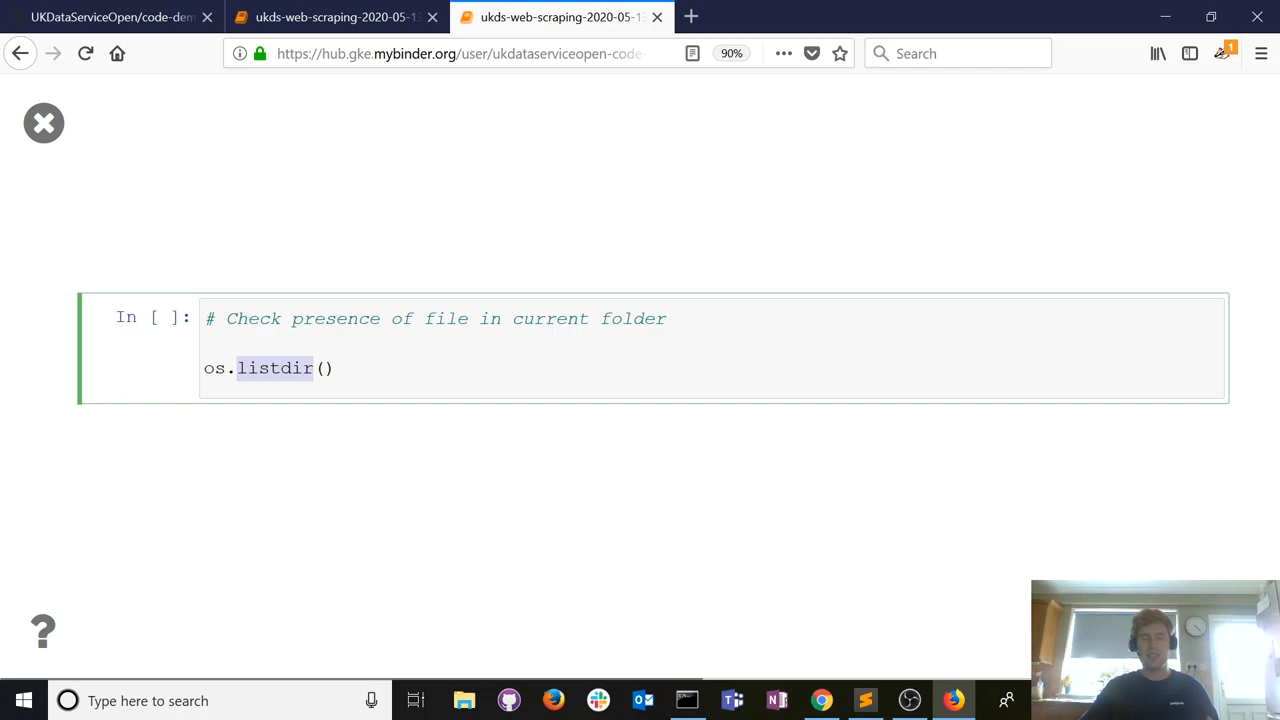 UKDataServiceOpen/code-dem
ukds-web-scraping-2020-05-13
ukds-web-scraping-2020-05-13
https://hub.gke.mybinder.org/user/ukdataserviceopen-code-
90%
Search
1
In [ ]:
# Check presence of file in current folder
os.listdir()
?
Type here to search